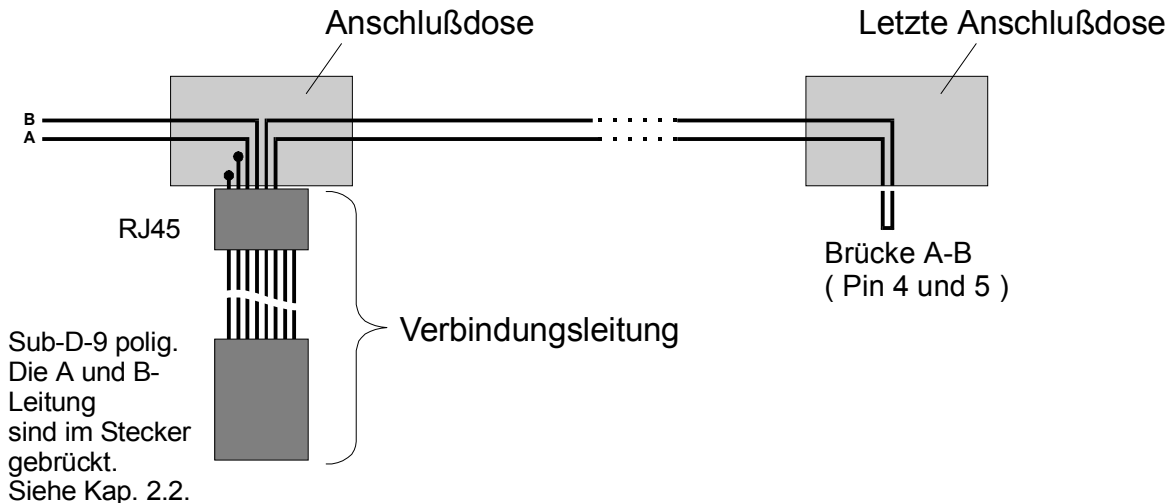 Anschlußdose
Letzte Anschlußdose
B
A
RJ45
Brücke A-B
( Pin 4 und 5 )
Verbindungsleitung
Sub-D-9 polig.
Die A und B-
Leitung
sind im Stecker
gebrückt.
Siehe Kap. 2.2.